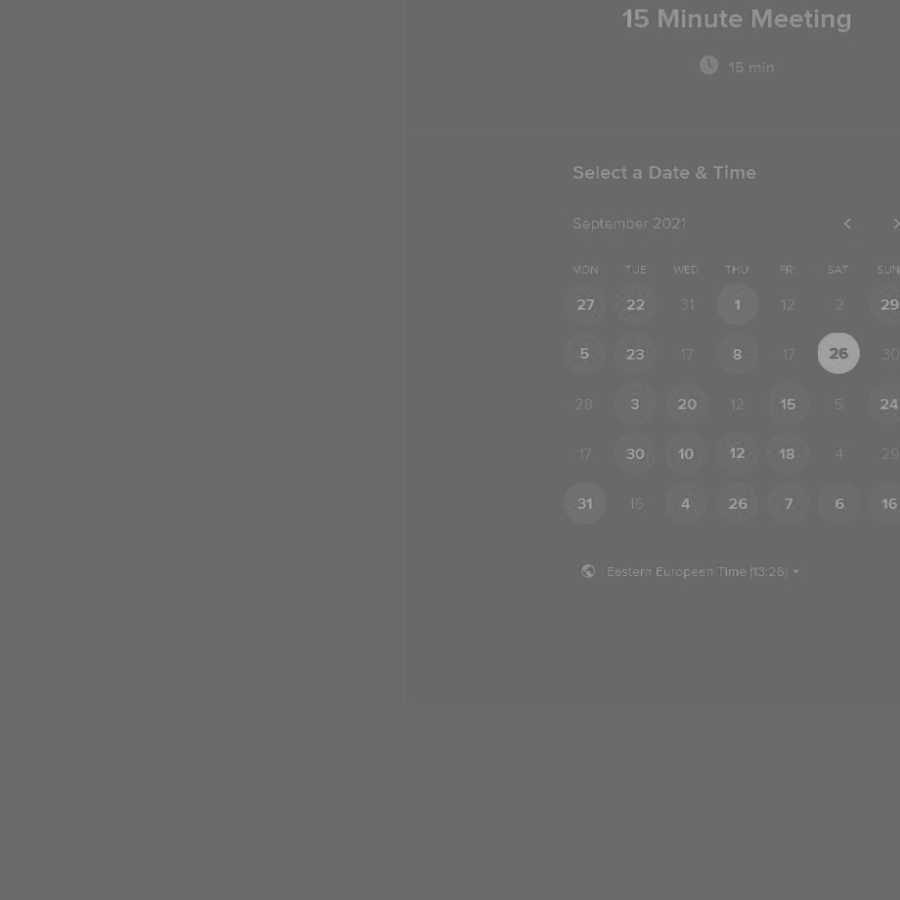 15 Minute Meeting
15 min
Select a Date & Time
September 2021
MON TUE WED THU FRI SAT SUN
27 22 31 1 12 2 29
5 23 17 8 17 26 30
28 3 20 12 15 5 24
17 30 10 12 18 4 29
31 16 4 26 7 6 16
Eastern European Time (13:26)